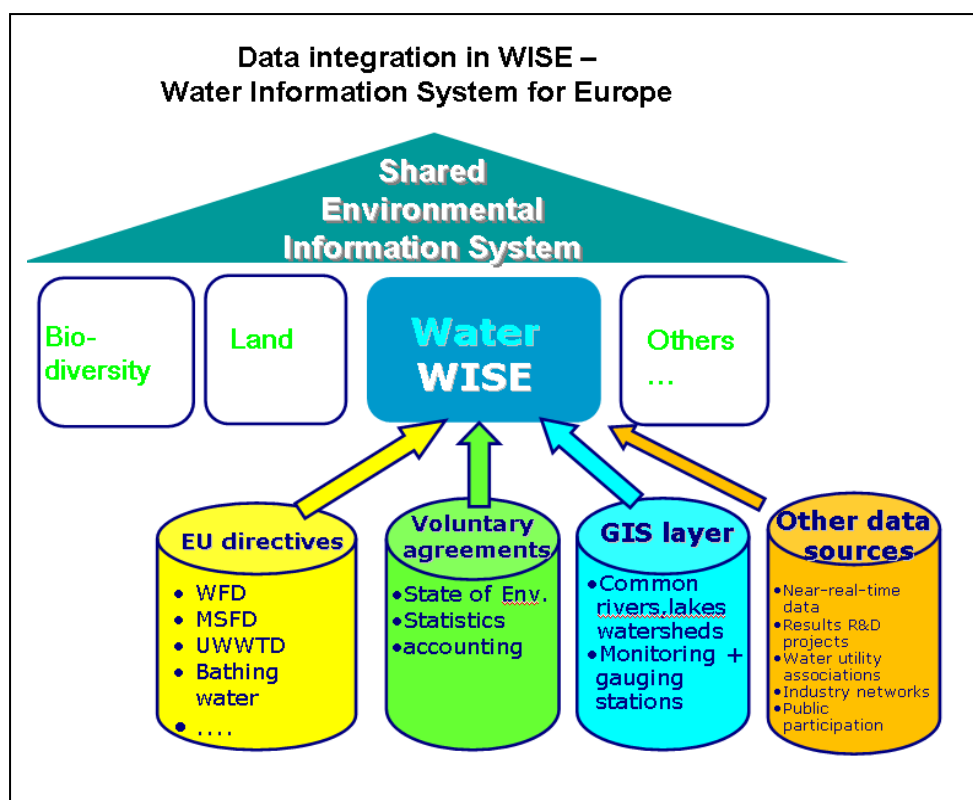 Data integration in WISE –
Water Information System for Europe
Shared
Environmental
Information System
Bio-
diversity
Land
Water
WISE
Others
...
EU directives
• WFD
• MSFD
• UWWTD
• Bathing
water
• ....
Voluntary
agreements
•State of Env.
•Statistics
•accounting
GIS layer
•Common
rivers,lakes
watersheds
•Monitoring +
gauging
stations
Other data
sources
•Near-real-time
data
•Results R&D
projects
•Water utility
associations
•Industry networks
•Public
participation